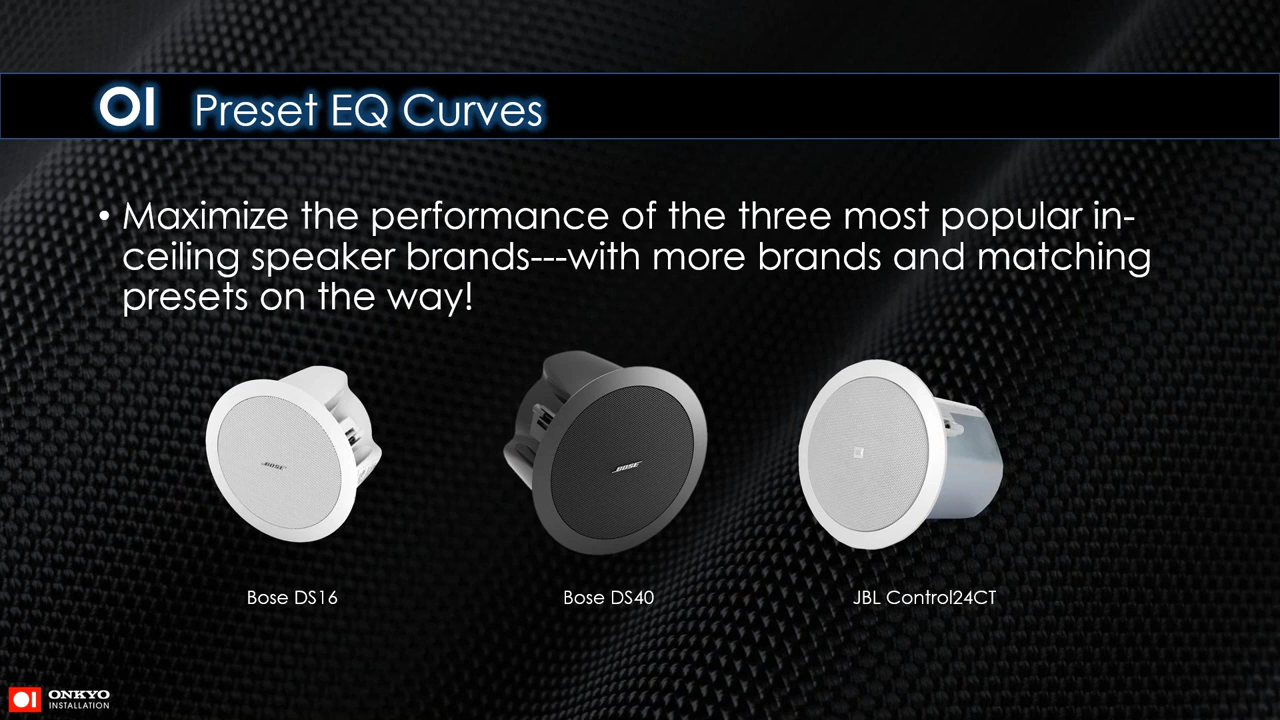 OI Preset EQ Curves
• Maximize the performance of the three most popular in-
ceiling speaker brands---with more brands and matching
presets on the way!
BOSE
BOSE
JBL
Bose DS16
Bose DS40
JBL Control24CT
OI ONKYO
INSTALLATION